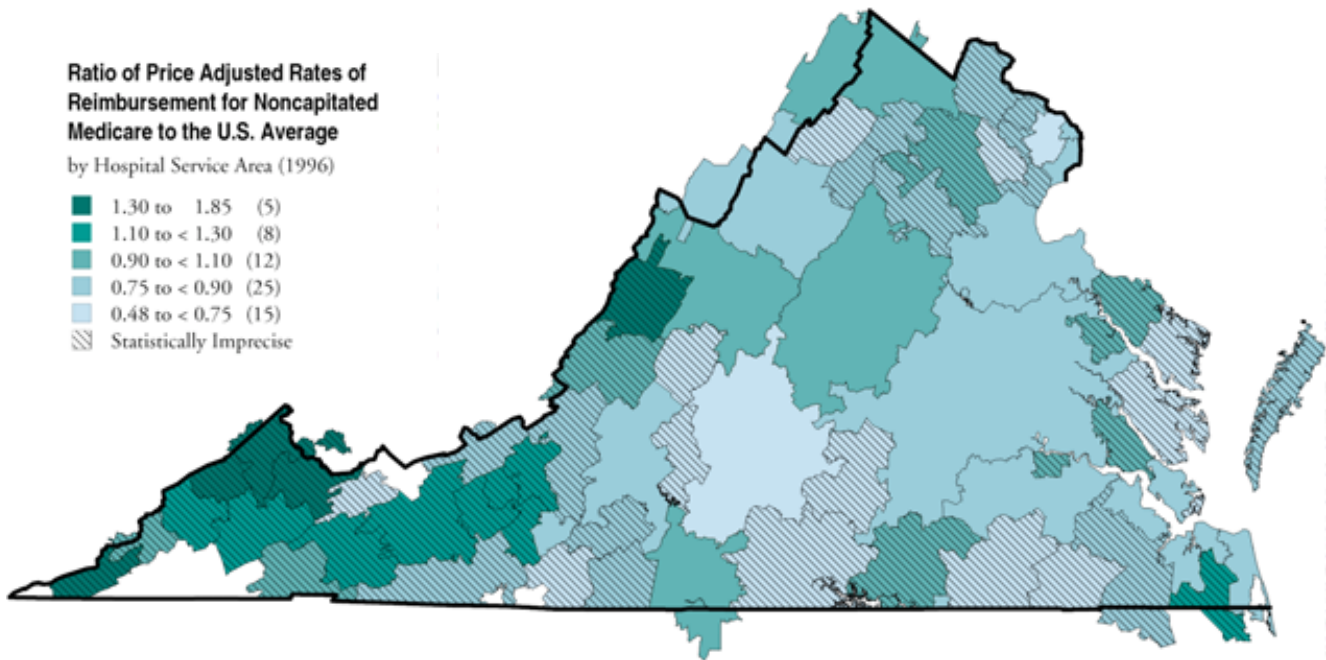 Ratio of Price Adjusted Rates of
Reimbursement for Noncapitated
Medicare to the U.S. Average
by Hospital Service Area (1996)
1.30 to 1.85 (5)
1.10 to < 1.30 (8)
0.90 to < 1.10 (12)
0.75 to < 0.90 (25)
0.48 to < 0.75 (15)
Statistically Imprecise